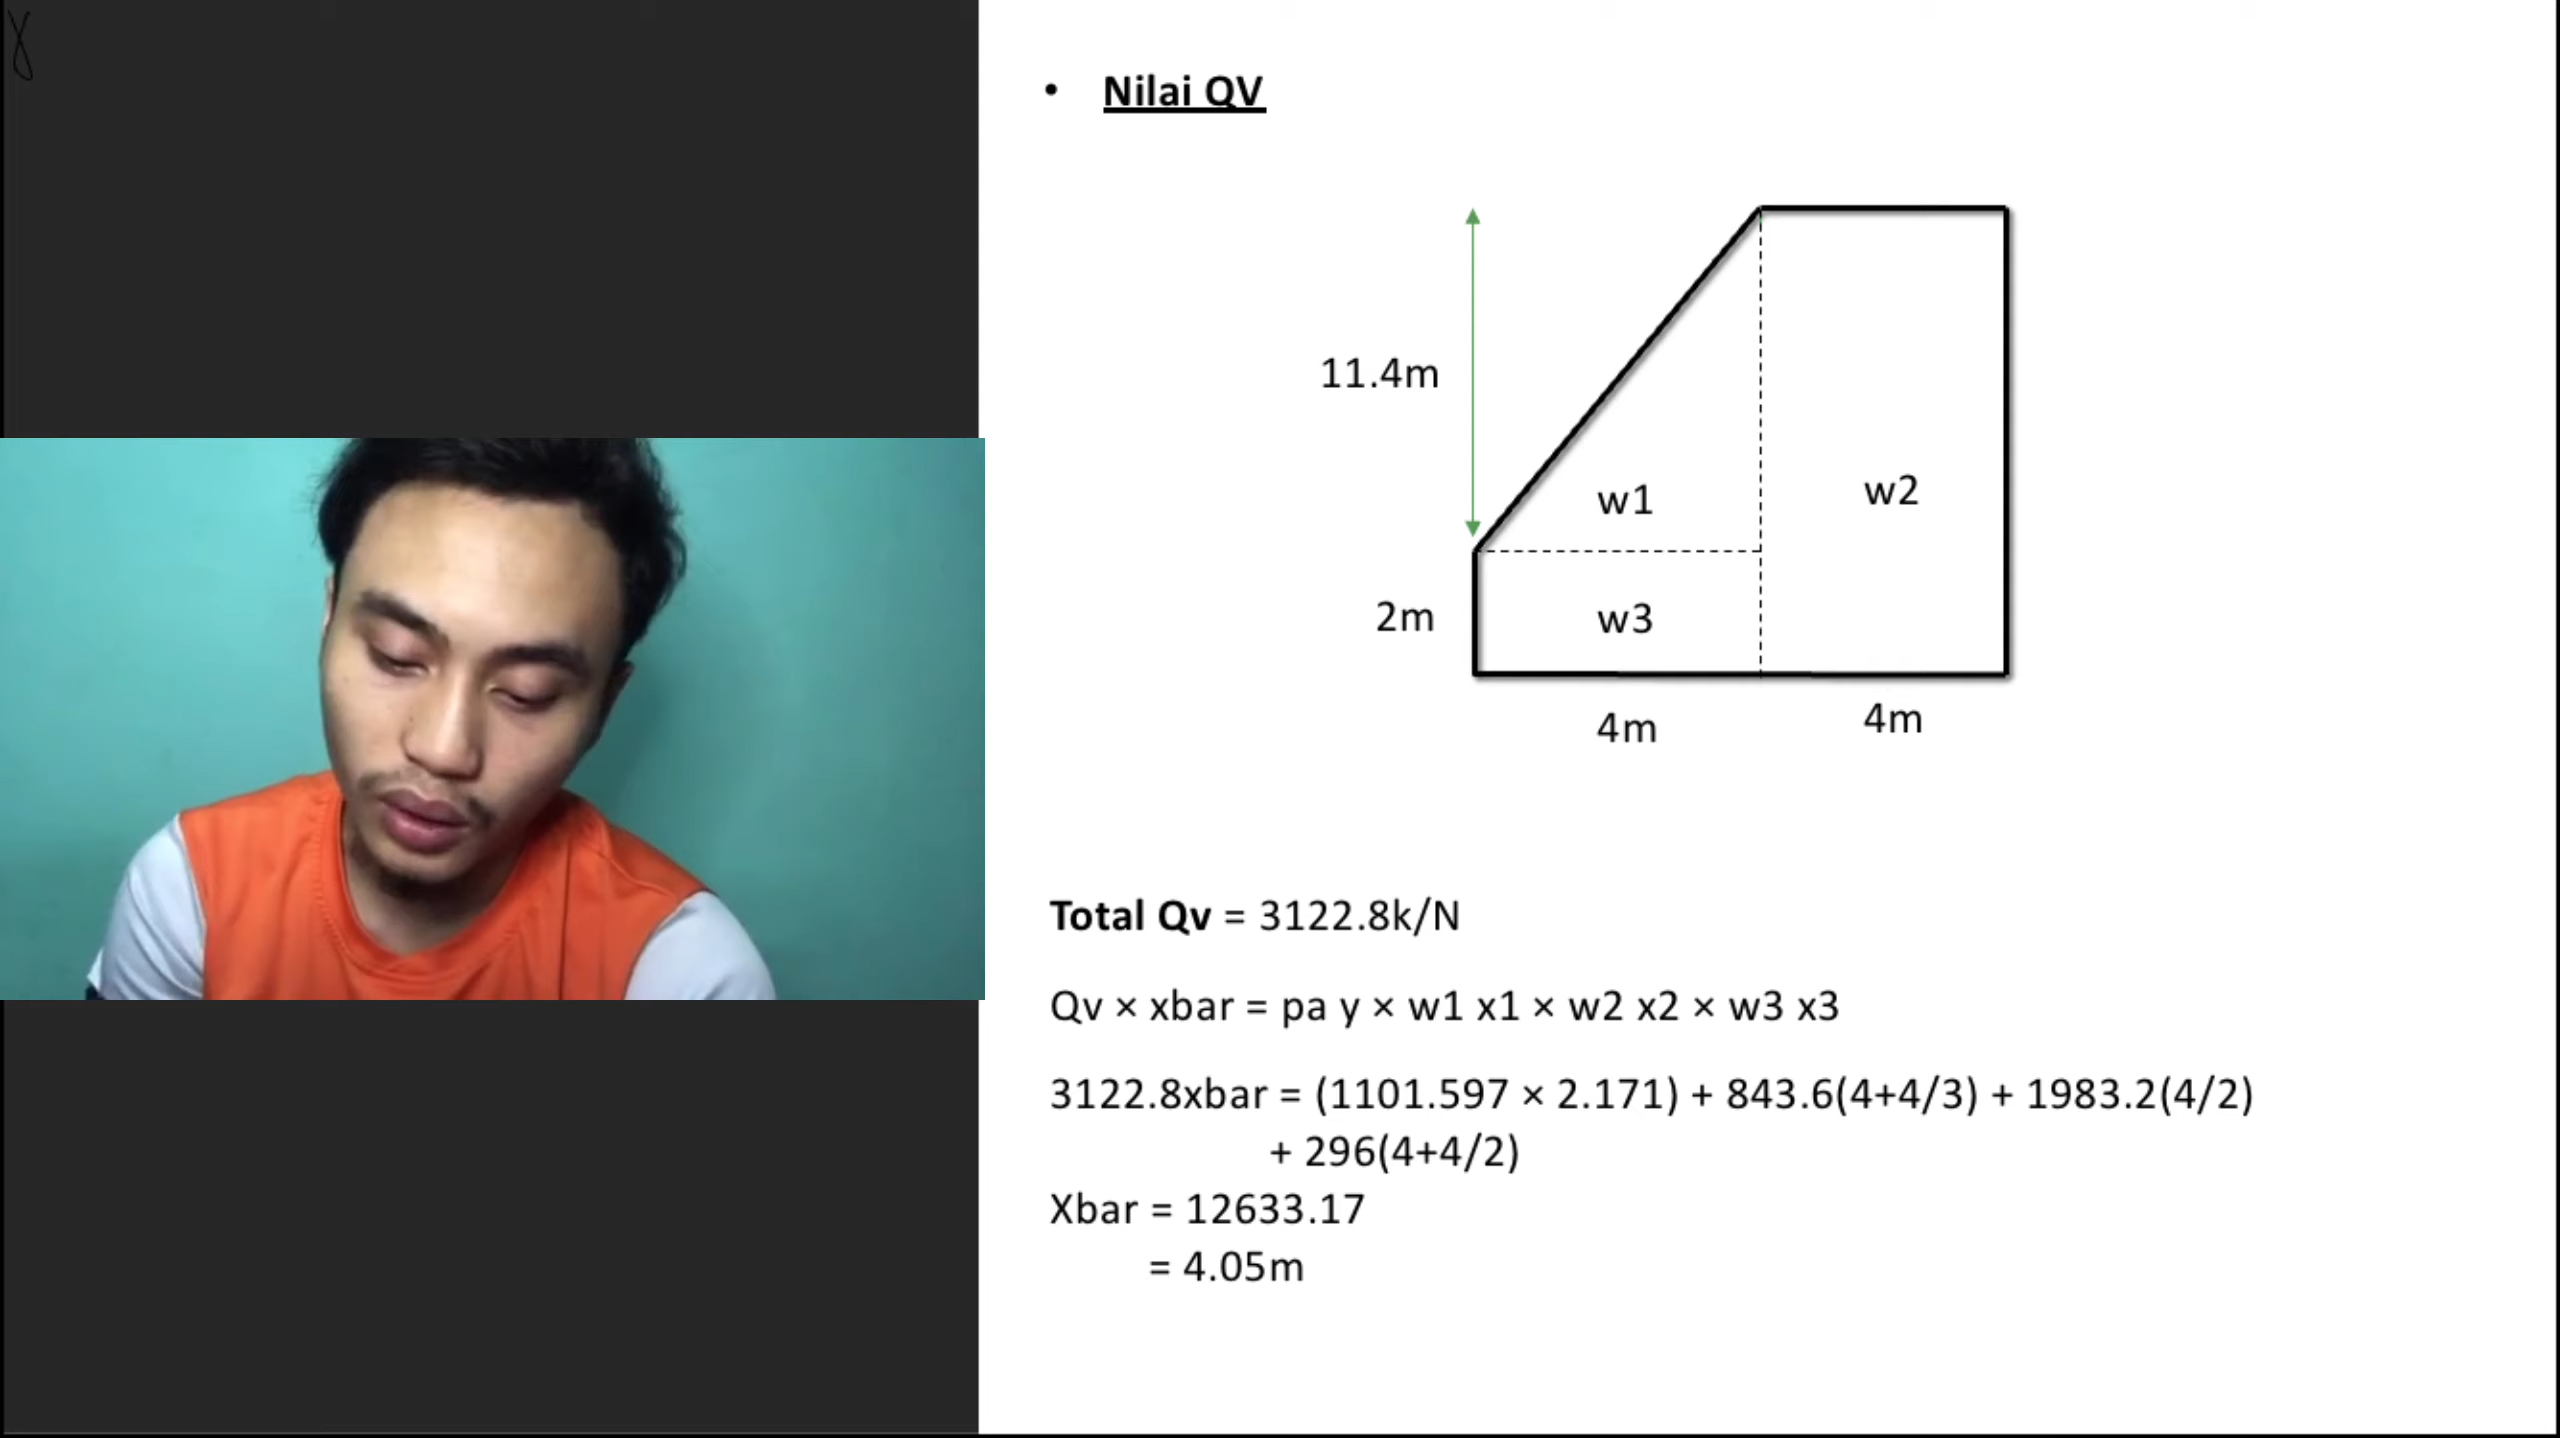 • Nilai QV
11.4m
w1
w2
2m
w3
4m
4m
Total Qv = 3122.8k/N
Qv × xbar = pa y × w1 x1 × w2 x2 × w3 x3
3122.8xbar = (1101.597 × 2.171) + 843.6(4+4/3) + 1983.2(4/2)
+ 296(4+4/2)
Xbar = 12633.17
= 4.05m